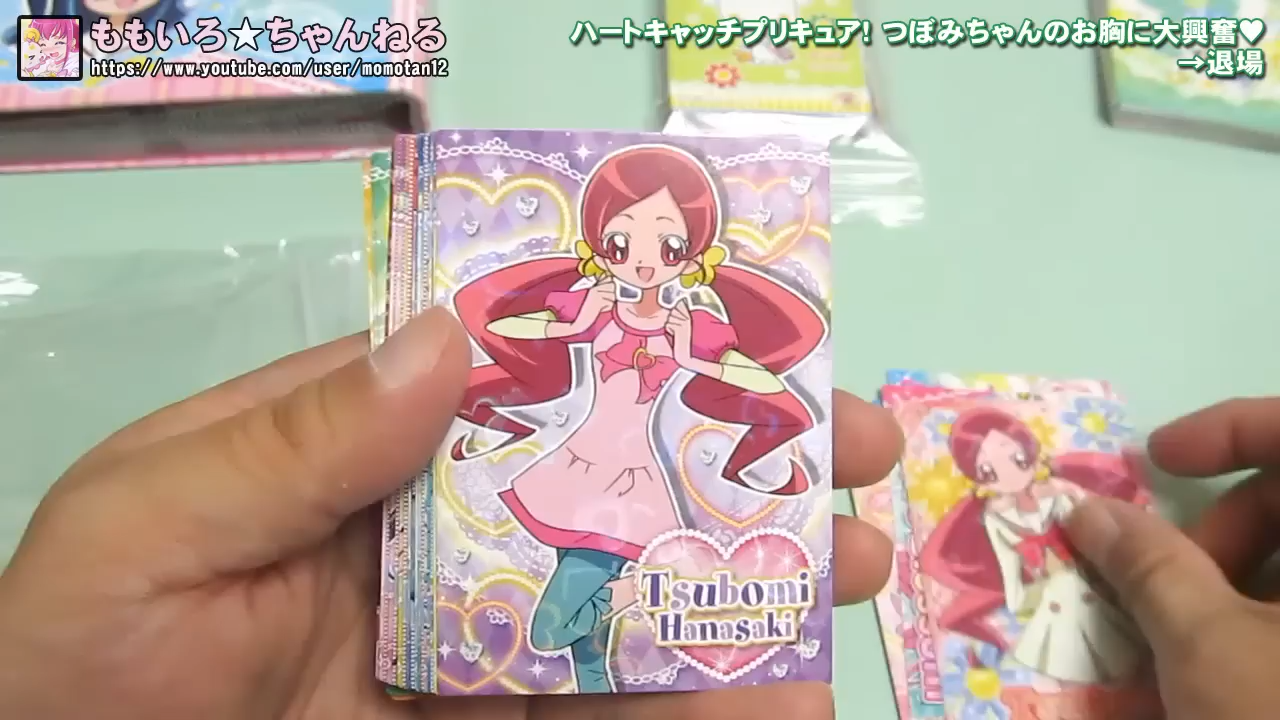 ももいろ★ちゃんねる
https://www.youtube.com/user/momotan12
ハートキャッチプリキュア! つぼみちゃんのお胸に大興奮♥
→退場
Tsubomi
Hanasaki